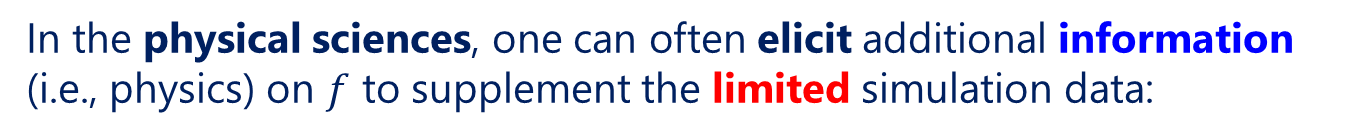 In the physical sciences, one can often elicit additional information
(i.e., physics) on f to supplement the limited simulation data: